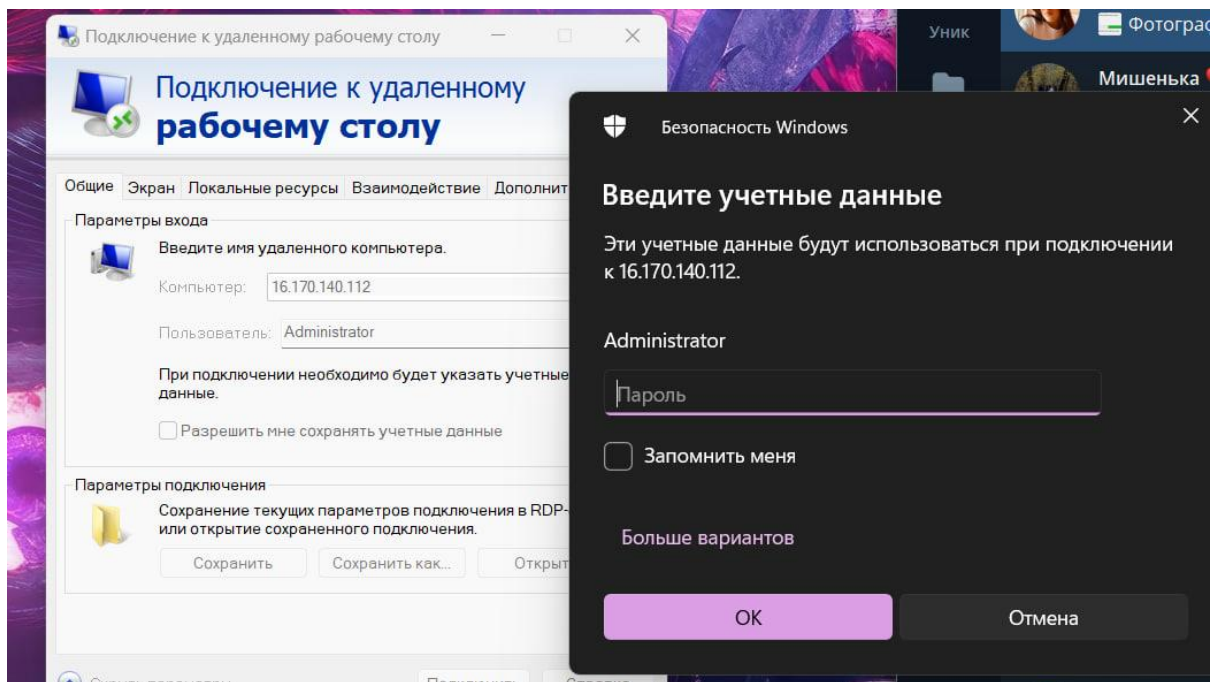 Подключение к удаленному рабочему столу
Подключение к удаленному
рабочему столу
Общие Экран Локальные ресурсы Взаимодействие Дополнит
Параметры входа
Введите имя удаленного компьютера.
Компьютер: 16.170.140.112
Пользователь: Administrator
При подключении необходимо будет указать учетные
данные.
Разрешить мне сохранять учетные данные
Параметры подключения
Сохранение текущих параметров подключения в RDP-
или открытие сохраненного подключения.
Сохранить Сохранить как... Открыт
Уник
Фотограс
Мишенька
Безопасность Windows
Введите учетные данные
Эти учетные данные будут использоваться при подключении
к 16.170.140.112.
Administrator
Пароль
Запомнить меня
Больше вариантов
ОК Отмена